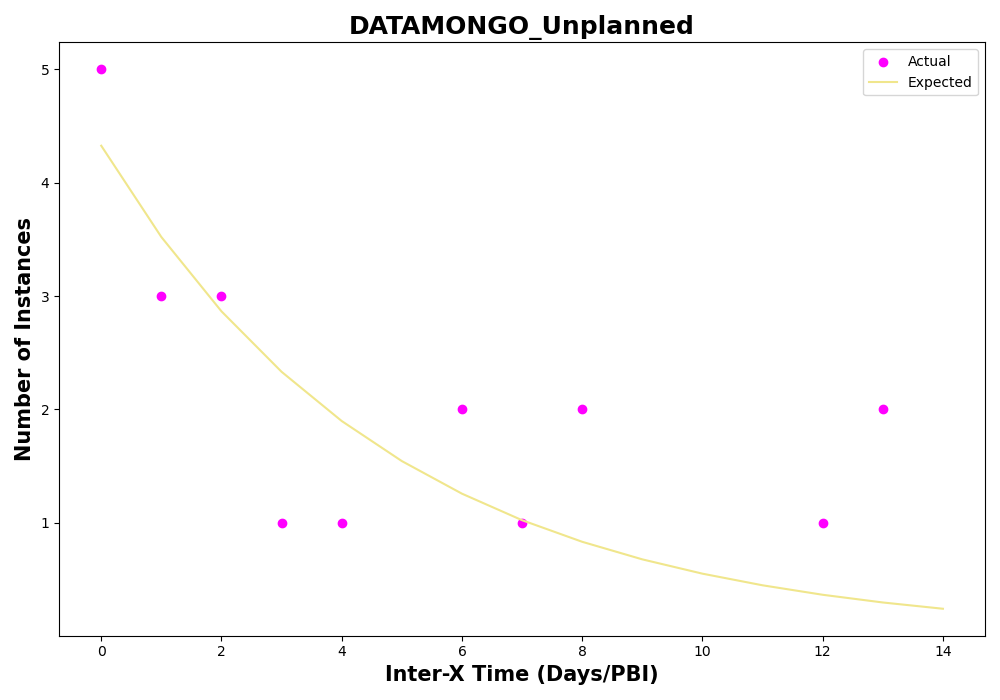 DATAMONGO_Unplanned
Actual
Expected
5
4
3
2
1
Number of Instances
0
2
4
6
8
10
12
14
Inter-X Time (Days/PBI)